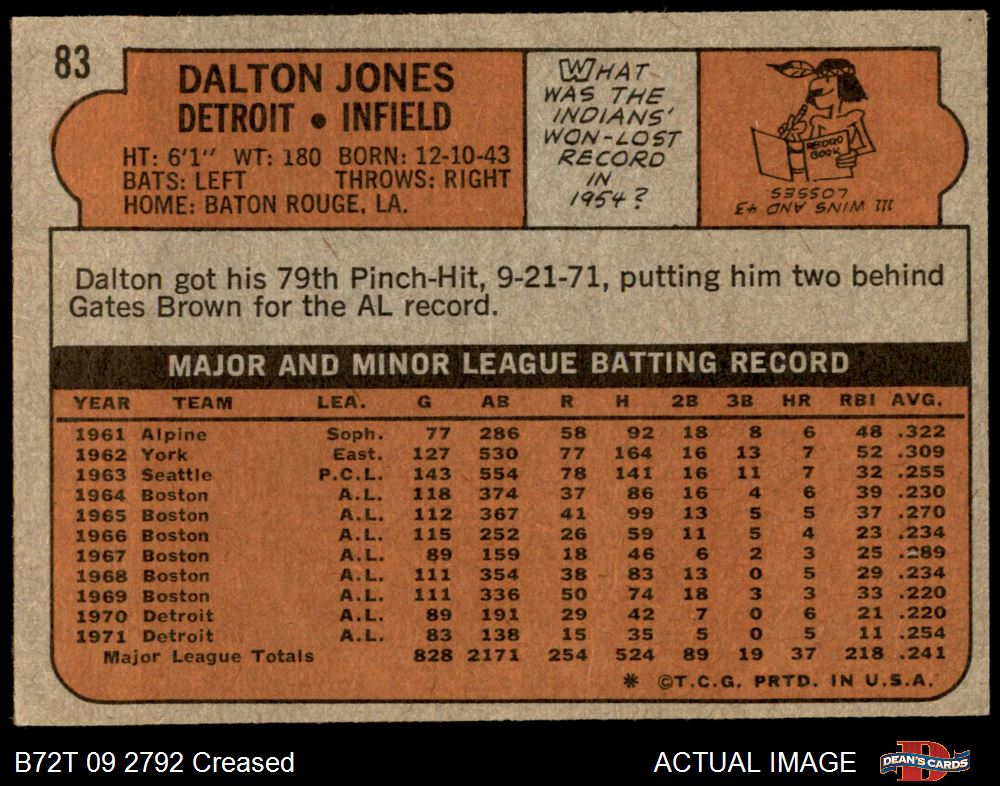 83
DALTON JONES
DETROIT • INFIELD
HT: 6'1" WT: 180 BORN: 12-10-43
BATS: LEFT THROWS: RIGHT
HOME: BATON ROUGE, LA.
WHAT
WAS THE
INDIANS'
WON-LOST
RECORD
IN
1954?
RECORD
BOOK
111 WINS AND 43
LOSSES
Dalton got his 79th Pinch-Hit, 9-21-71, putting him two behind
Gates Brown for the AL record.
MAJOR AND MINOR LEAGUE BATTING RECORD
YEAR TEAM LEA. G AB R H 2B 3B HR RBI AVG.
1961 Alpine Soph. 77 286 58 92 18 8 6 48 .322
1962 York East. 127 530 77 164 16 13 7 52 .309
1963 Seattle P.C.L. 143 554 78 141 16 11 7 32 .255
1964 Boston A.L. 118 374 37 86 16 4 6 39 .230
1965 Boston A.L. 112 367 41 99 13 5 5 37 .270
1966 Boston A.L. 115 252 26 59 11 5 4 23 .234
1967 Boston A.L. 89 159 18 46 6 2 3 25 .289
1968 Boston A.L. 111 354 38 83 13 0 5 29 .234
1969 Boston A.L. 111 336 50 74 18 3 3 33 .220
1970 Detroit A.L. 89 191 29 42 7 0 6 21 .220
1971 Detroit A.L. 83 138 15 35 5 0 5 11 .254
Major League Totals 828 2171 254 524 89 19 37 218 .241
* ©T.C.G. PRTD. IN U.S.A.
B72T 09 2792 Creased
ACTUAL IMAGE
D
DEAN'S CARDS